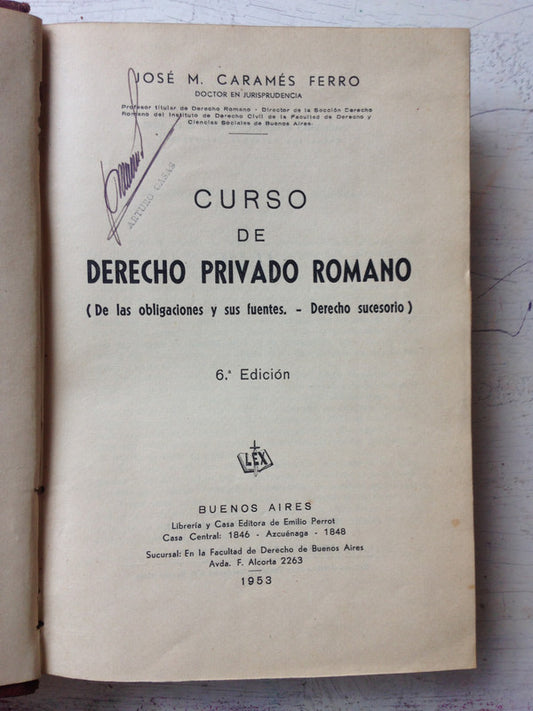 JOSÉ M. CARAMÉS FERRO
DOCTOR EN JURISPRUDENCIA
Profesor titular de Derecho Romano - Director de la Sección Derecho
Romano del Instituto de Derecho Civil de la Facultad de Derecho y
Ciencias Sociales de Buenos Aires.
ARTURO CASAS
CURSO
DE
DERECHO PRIVADO ROMANO
(De las obligaciones y sus fuentes. - Derecho sucesorio)
6.ª Edición
LEX
BUENOS AIRES
Librería y Casa Editora de Emilio Perrot
Casa Central: 1846 - Azcuénaga - 1848
Sucursal: En la Facultad de Derecho de Buenos Aires
Avda. F. Alcorta 2263
1953